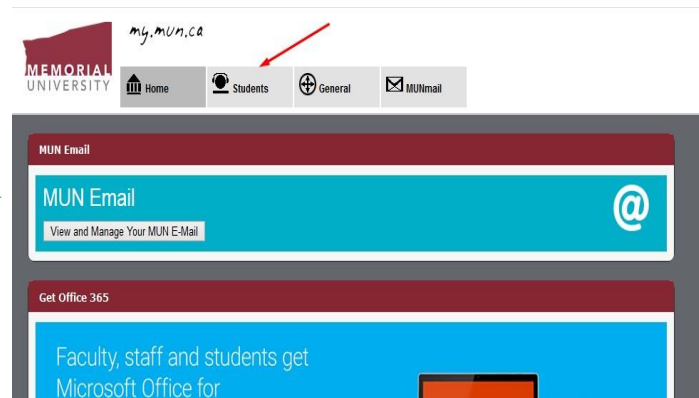 my.mun.ca
MEMORIAL
UNIVERSITY
Home Students General MUNmail
MUN Email
MUN Email
@
View and Manage Your MUN E-Mail
Get Office 365
Faculty, staff and students get
Microsoft Office for